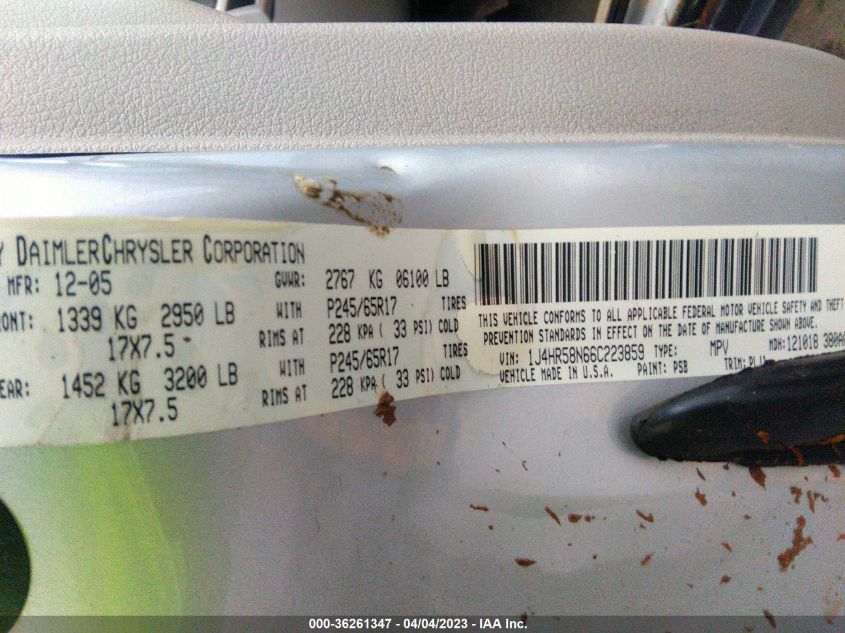 DAIMLERCHRYSLER CORPORATION
MFR: 12-05 GVWR: 2767 KG 06100 LB
1339 KG 2950 LB WITH P245/65R17 TIRES
17X7.5 RIMS AT 228 KPA ( 33 PSI) COLD
1452 KG 3200 LB WITH P245/65R17 TIRES
17X7.5 RIMS AT 228 KPA ( 33 PSI) COLD
THIS VEHICLE CONFORMS TO ALL APPLICABLE FEDERAL MOTOR VEHICLE SAFETY AND THEFT
PREVENTION STANDARDS IN EFFECT ON THE DATE OF MANUFACTURE SHOWN ABOVE.
VIN: 1J4HR58N66C223859 TYPE: MPV MDH: 121018
VEHICLE MADE IN U.S.A. PAINT: PSB TRIM:
000-36261347 - 04/04/2023 - IAA Inc.